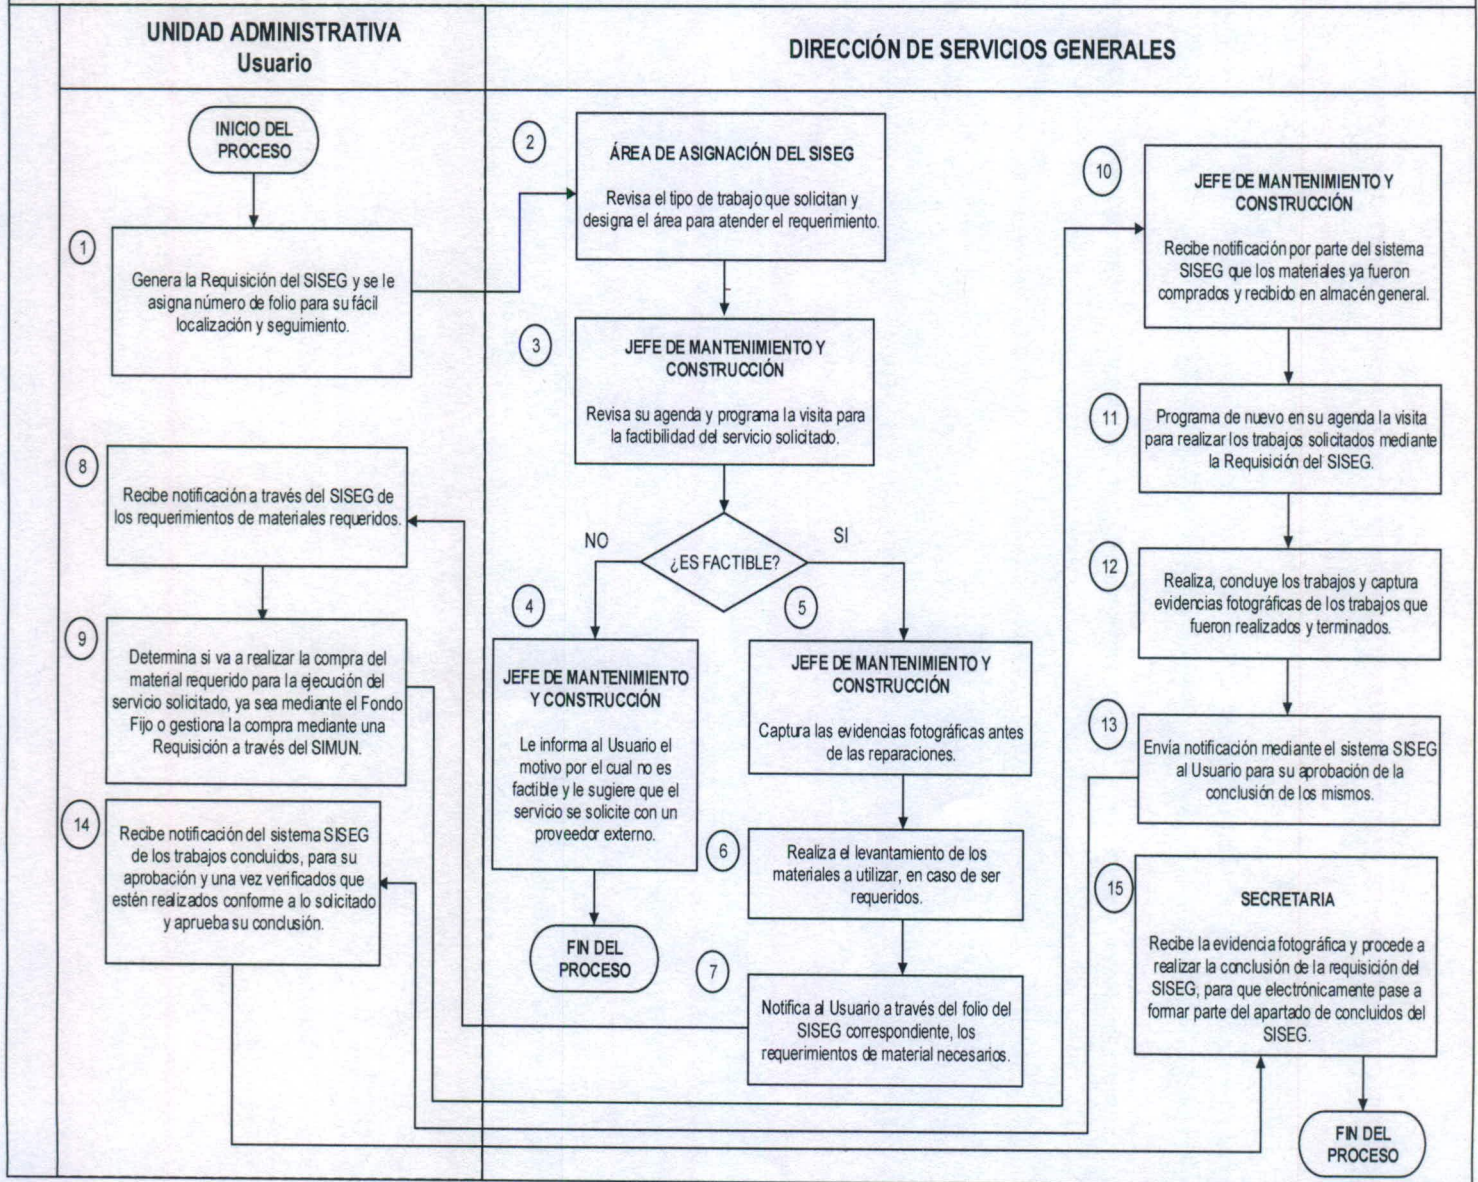 UNIDAD ADMINISTRATIVA
Usuario
DIRECCIÓN DE SERVICIOS GENERALES
INICIO DEL
PROCESO
1
Genera la Requisición del SISEG y se le
asigna número de folio para su fácil
localización y seguimiento.
2
ÁREA DE ASIGNACIÓN DEL SISEG
Revisa el tipo de trabajo que solicitan y
designa el área para atender el requerimiento.
3
JEFE DE MANTENIMIENTO Y
CONSTRUCCIÓN
Revisa su agenda y programa la visita para
la factibilidad del servicio solicitado.
¿ES FACTIBLE?
NO
SI
4
JEFE DE MANTENIMIENTO
Y CONSTRUCCIÓN
Le informa al Usuario el
motivo por el cual no es
factible y le sugiere que el
servicio se solicite con un
proveedor externo.
FIN DEL
PROCESO
5
JEFE DE MANTENIMIENTO Y
CONSTRUCCIÓN
Captura las evidencias fotográficas antes
de las reparaciones.
6
Realiza el levantamiento de los
materiales a utilizar, en caso de ser
requeridos.
7
Notifica al Usuario a través del folio del
SISEG correspondiente, los
requerimientos de material necesarios.
8
Recibe notificación a través del SISEG de
los requerimientos de materiales requeridos.
9
Determina si va a realizar la compra del
material requerido para la ejecución del
servicio solicitado, ya sea mediante el Fondo
Fijo o gestiona la compra mediante una
Requisición a través del SIMUN.
10
JEFE DE MANTENIMIENTO Y
CONSTRUCCIÓN
Recibe notificación por parte del sistema
SISEG que los materiales ya fueron
comprados y recibido en almacén general.
11
Programa de nuevo en su agenda la visita
para realizar los trabajos solicitados mediante
la Requisición del SISEG.
12
Realiza, concluye los trabajos y captura
evidencias fotográficas de los trabajos que
fueron realizados y terminados.
13
Envía notificación mediante el sistema SISEG
al Usuario para su aprobación de la
conclusión de los mismos.
14
Recibe notificación del sistema SISEG
de los trabajos concluidos, para su
aprobación y una vez verificados que
estén realizados conforme a lo solicitado
y aprueba su conclusión.
15
SECRETARIA
Recibe la evidencia fotográfica y procede a
realizar la conclusión de la requisición del
SISEG, para que electrónicamente pase a
formar parte del apartado de concluidos del
SISEG.
FIN DEL
PROCESO